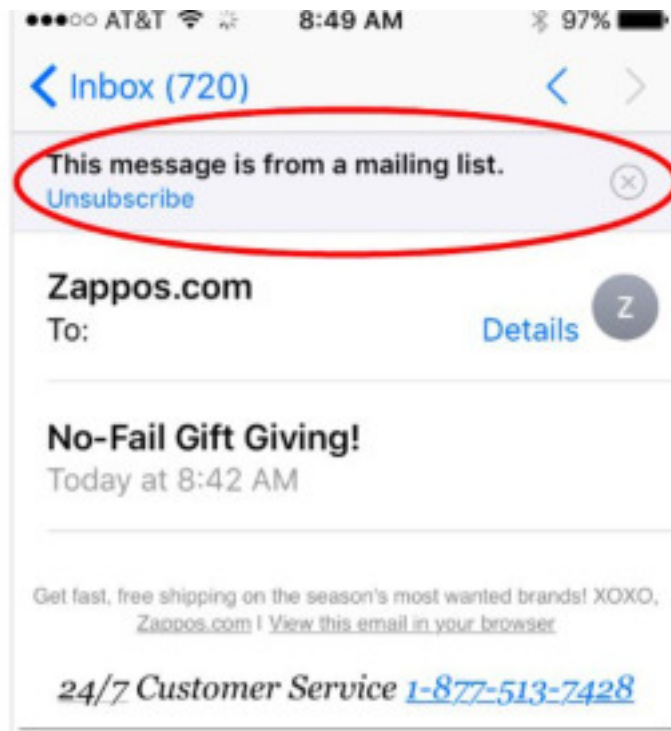 AT&T 8:49 AM 97%
Inbox (720)
This message is from a mailing list.
Unsubscribe
Zappos.com
Z
To:
Details
No-Fail Gift Giving!
Today at 8:42 AM
Get fast, free shipping on the season's most wanted brands! XOXO,
Zappos.com | View this email in your browser
24/7 Customer Service 1-877-513-7428